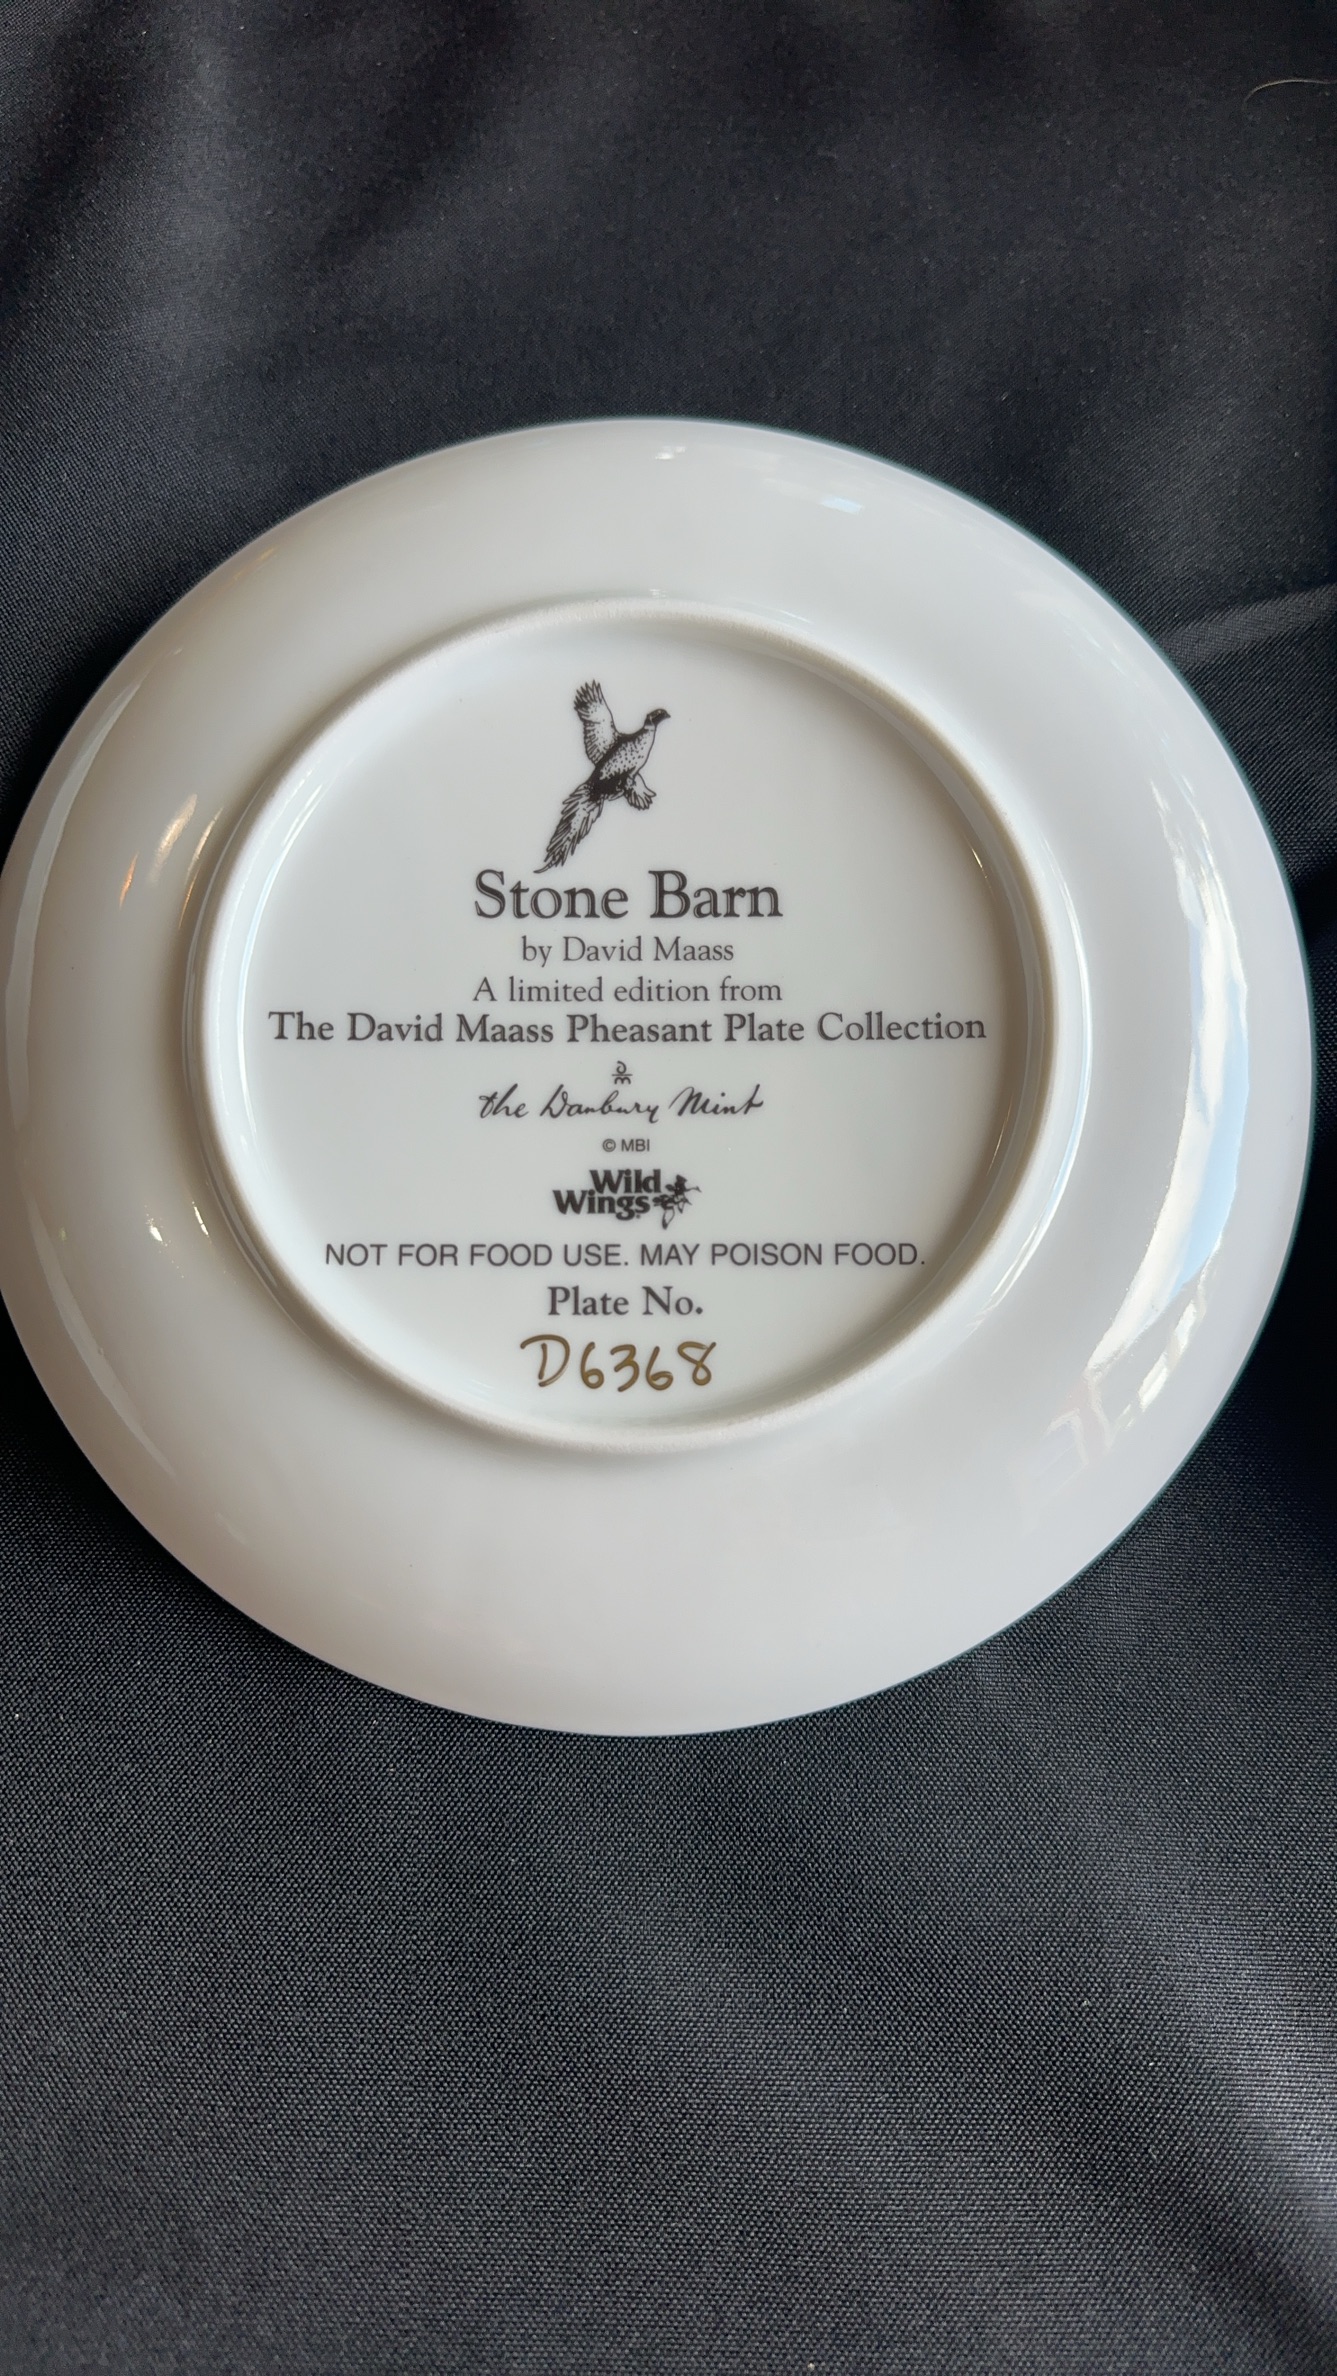 Stone Barn
by David Maass
A limited edition from
The David Maass Pheasant Plate Collection
DM
the Danbury Mint
© MBI
Wild
Wings
NOT FOR FOOD USE. MAY POISON FOOD.
Plate No.
D6368